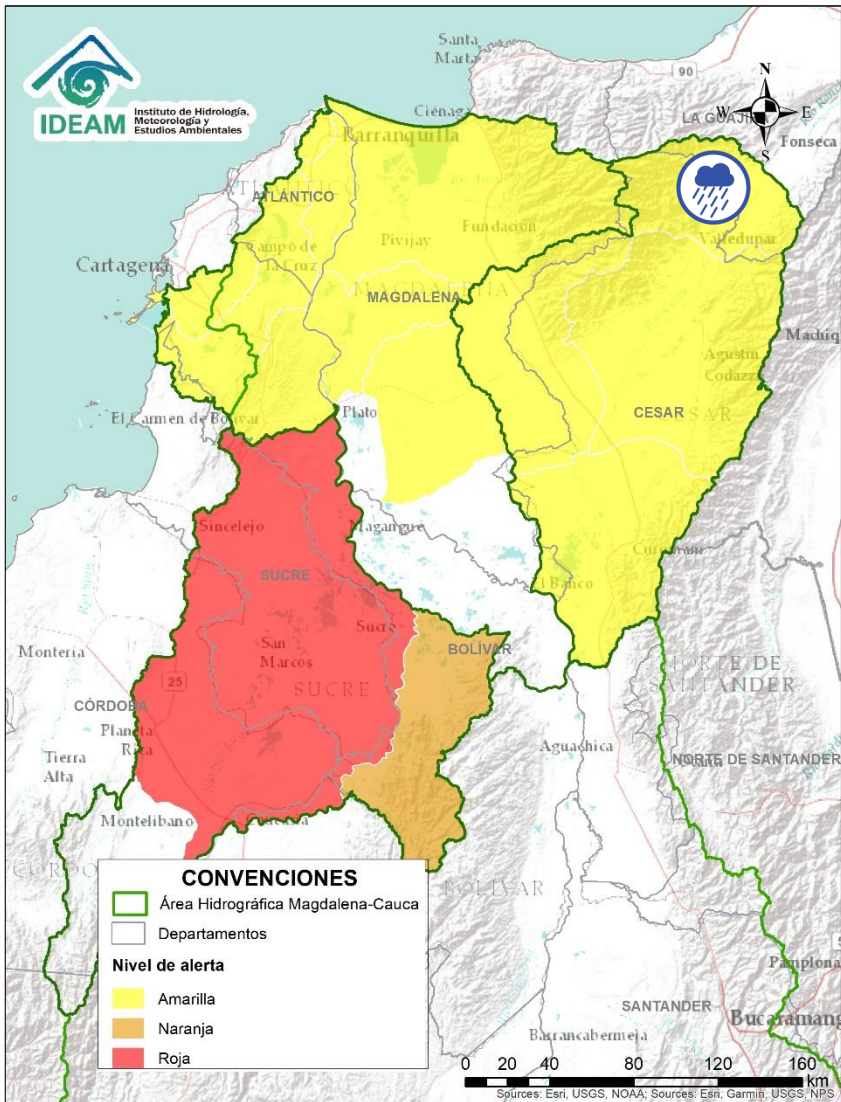 IDEAM
Instituto de Hidrología,
Meteorología y
Estudios Ambientales
Santa
Marta
90
N
W
E
S
LA GUAJI
Fonseca
Ciénaga
Barranquilla
ATLÁNTICO
Valledupar
Fundación
Pivijay
Campo de
la Cruz
Cartagena
MAGDALENA
Machiq
Agustín
Codazzi
CESAR
CESAR
El Carmen de Bolívar
Plato
Sincelejo
Magangué
SUCRE
El Banco
Sucre
BOLÍVAR
Montería
San
Marcos
25
SUCRE
NORTE DE
SANTANDER
CÓRDOBA
Planeta
Rica
Tierra
Alta
Aguachica
NORTE DE SANTANDER
Montelíbano
BOLÍVAR
CONVENCIONES
Área Hidrográfica Magdalena-Cauca
Departamentos
Nivel de alerta
Amarilla
Naranja
Roja
Pamplona
SANTANDER
Bucaramang
Barrancabermeja
0 20 40 80 120 160
km
Sources: Esri, USGS, NOAA; Sources: Esri, Garmin, USGS, NPS